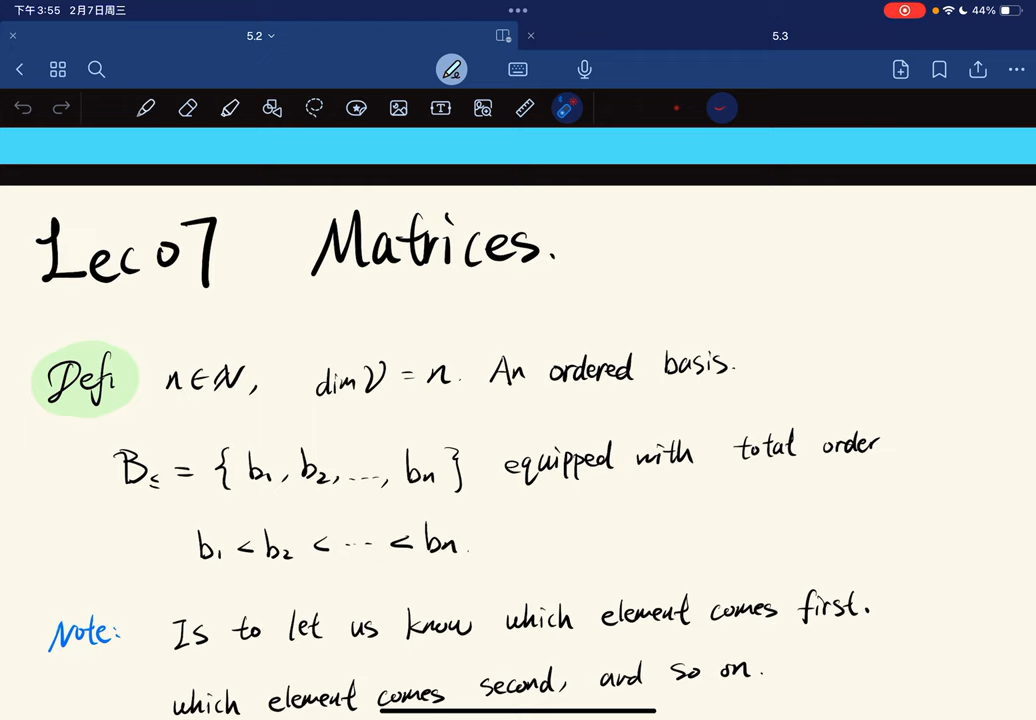 下午3:55 2月7日周三
44%
5.2
5.3
Lec 07 Matrices.
Defi n∈N, dim V = n. An ordered basis.
B≤ = { b₁, b₂, ..., bn } equipped with total order
b₁ < b₂ < ... < bn.
Note: Is to let us know which element comes first.
which element comes second, and so on.